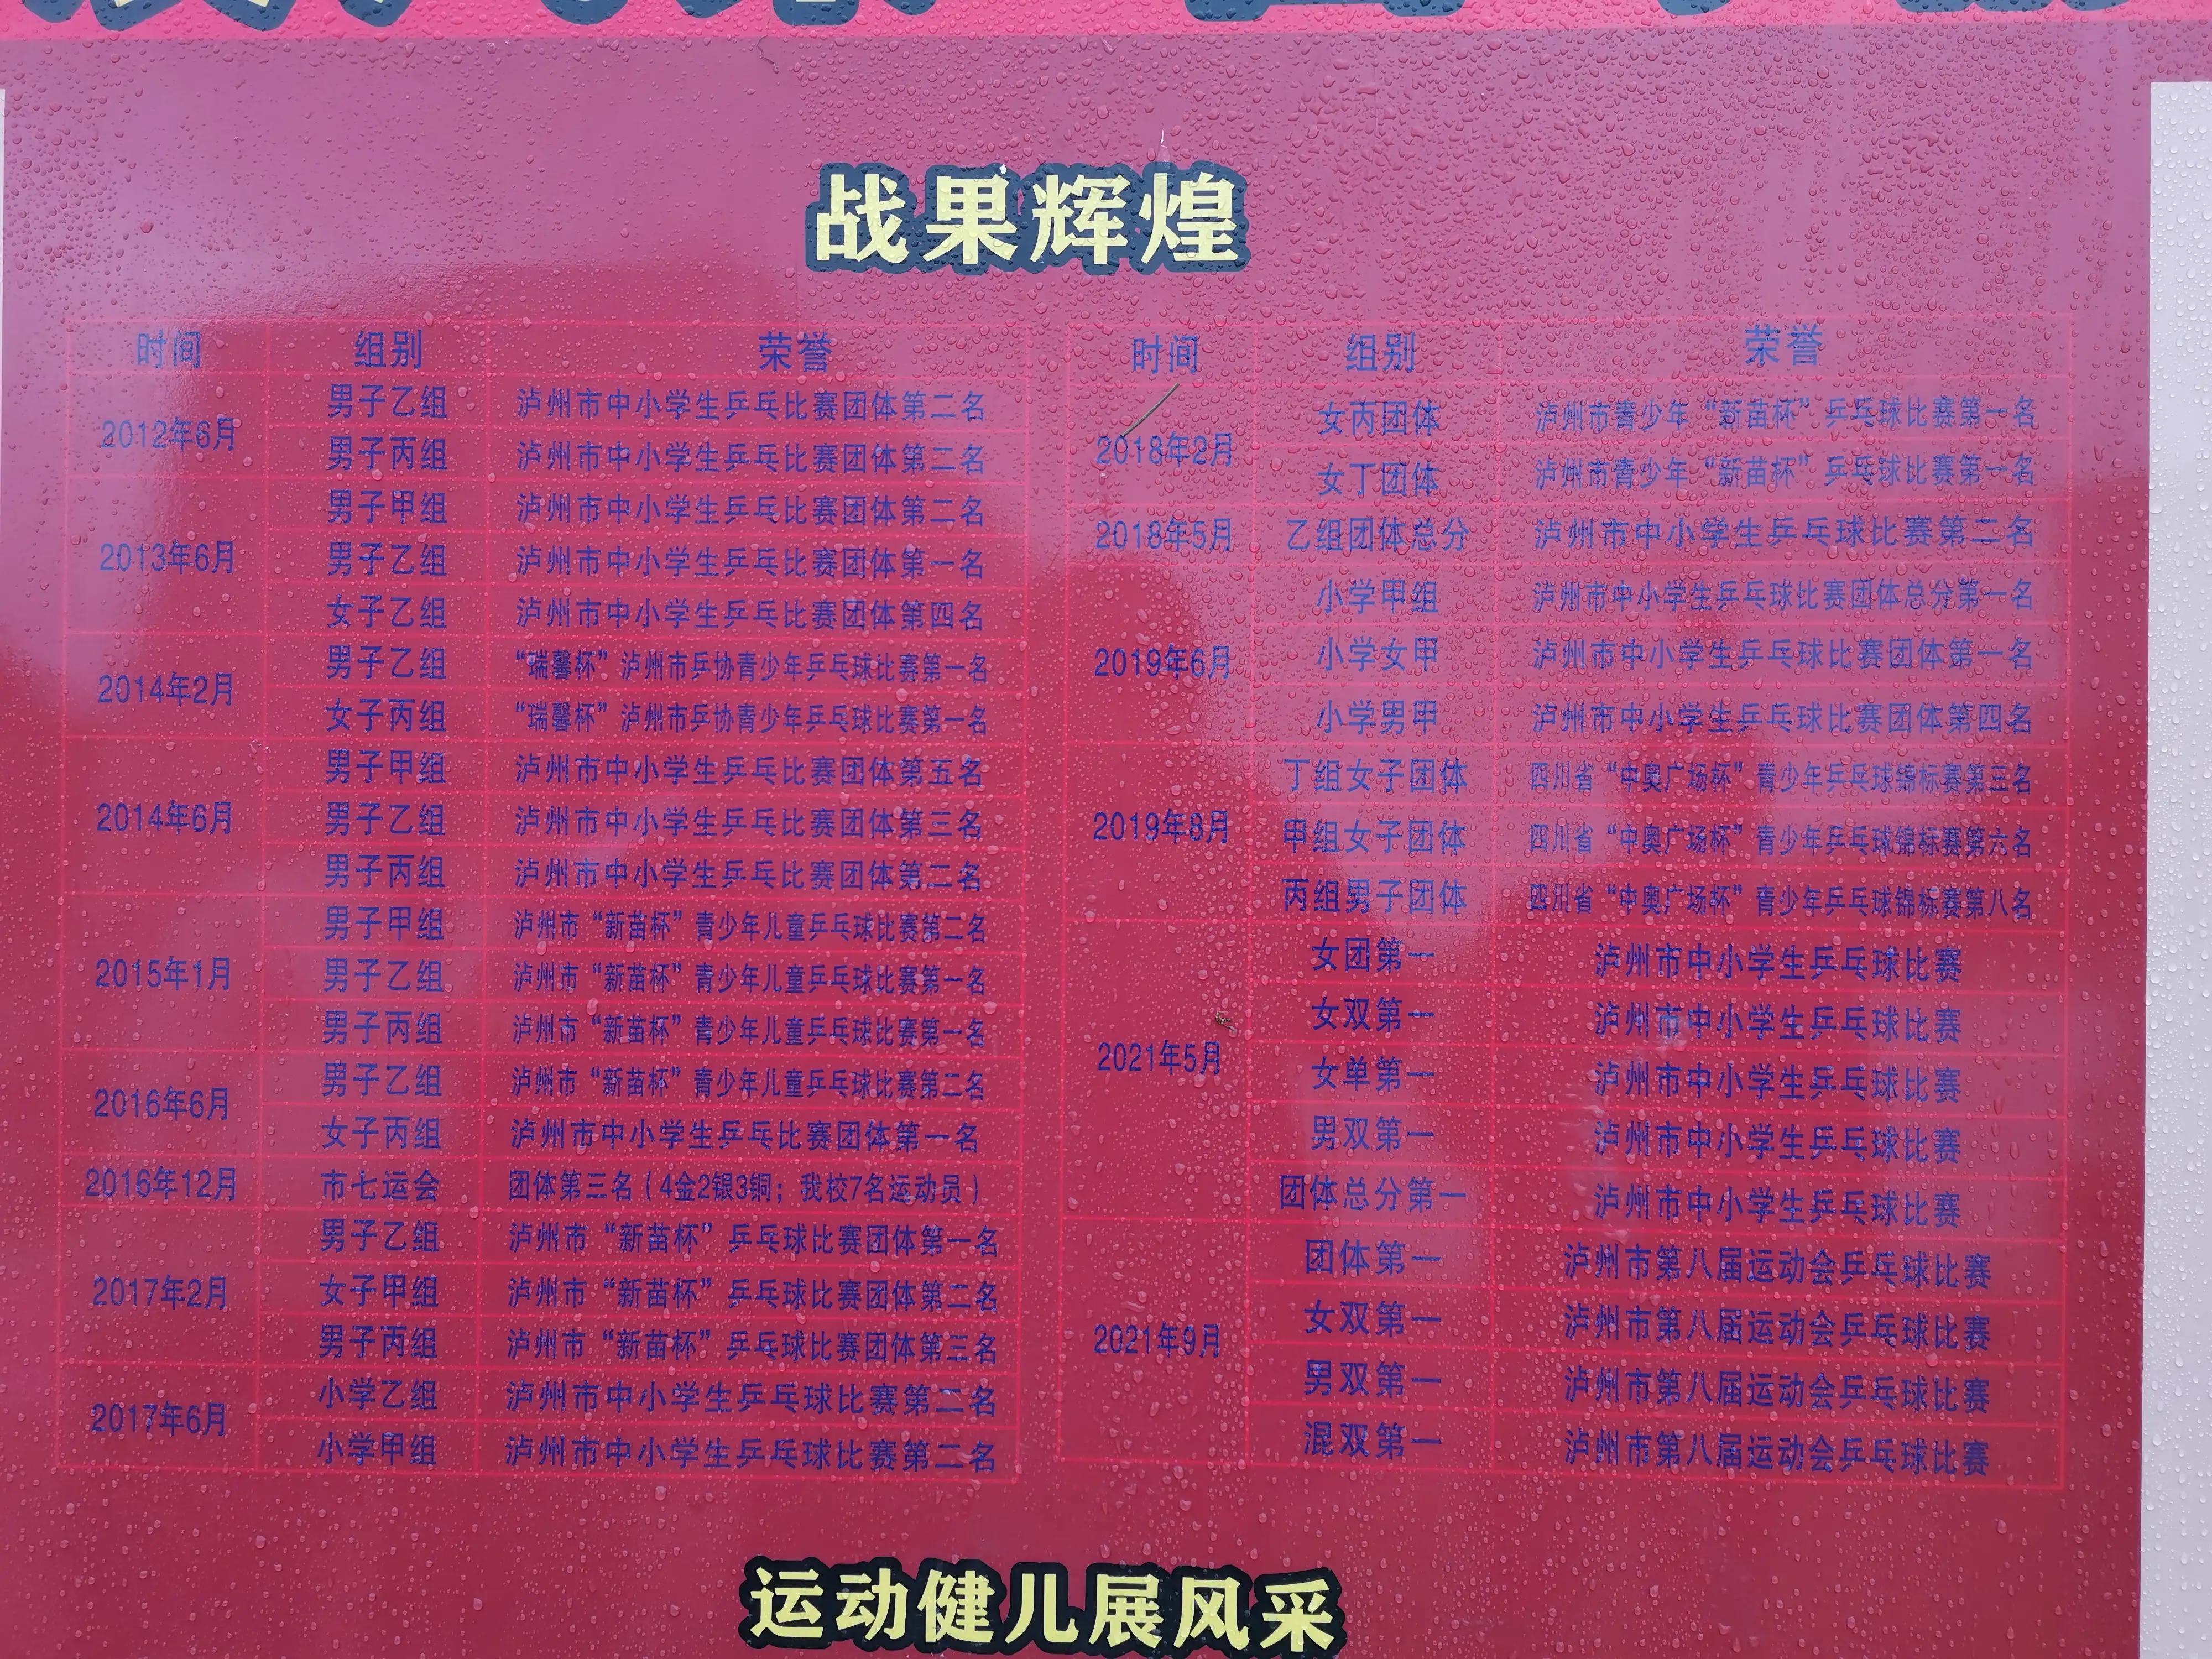 战果辉煌
时间 组别 荣誉
2012年6月 男子乙组 泸州市中小学生乒乓比赛团体第二名
男子丙组 泸州市中小学生乒乓比赛团体第二名
2013年6月 男子甲组 泸州市中小学生乒乓比赛团体第二名
男子乙组 泸州市中小学生乒乓比赛团体第一名
女子乙组 泸州市中小学生乒乓比赛团体第四名
2014年2月 男子乙组 “瑞馨杯”泸州市乒协青少年乒乓球比赛第一名
女子丙组 “瑞馨杯”泸州市乒协青少年乒乓球比赛第一名
2014年6月 男子甲组 泸州市中小学生乒乓比赛团体第五名
男子乙组 泸州市中小学生乒乓比赛团体第三名
男子丙组 泸州市中小学生乒乓比赛团体第二名
2015年1月 男子甲组 泸州市“新苗杯”青少年儿童乒乓球比赛第二名
男子乙组 泸州市“新苗杯”青少年儿童乒乓球比赛第一名
男子丙组 泸州市“新苗杯”青少年儿童乒乓球比赛第一名
2016年6月 男子乙组 泸州市“新苗杯”青少年儿童乒乓球比赛第二名
女子丙组 泸州市中小学生乒乓比赛团体第一名
2016年12月 市七运会 团体第三名（4金2银3铜；我校7名运动员）
2017年2月 男子乙组 泸州市“新苗杯”乒乓球比赛团体第一名
女子甲组 泸州市“新苗杯”乒乓球比赛团体第二名
男子丙组 泸州市“新苗杯”乒乓球比赛团体第三名
2017年6月 小学乙组 泸州市中小学生乒乓球比赛第二名
小学甲组 泸州市中小学生乒乓球比赛第二名
时间 组别 荣誉
2018年2月 女丙团体 泸州市青少年“新苗杯”乒乓球比赛第一名
女丁团体 泸州市青少年“新苗杯”乒乓球比赛第一名
2018年5月 乙组团体总分 泸州市中小学生乒乓球比赛第二名
2019年6月 小学甲组 泸州市中小学生乒乓球比赛团体总分第一名
小学女甲 泸州市中小学生乒乓球比赛团体第一名
小学男甲 泸州市中小学生乒乓球比赛团体第四名
2019年8月 丁组女子团体 四川省“中奥广场杯”青少年乒乓球锦标赛第三名
甲组女子团体 四川省“中奥广场杯”青少年乒乓球锦标赛第六名
丙组男子团体 四川省“中奥广场杯”青少年乒乓球锦标赛第八名
2021年5月 女团第一 泸州市中小学生乒乓球比赛
女双第一 泸州市中小学生乒乓球比赛
女单第一 泸州市中小学生乒乓球比赛
男双第一 泸州市中小学生乒乓球比赛
团体总分第一 泸州市中小学生乒乓球比赛
2021年9月 团体第一 泸州市第八届运动会乒乓球比赛
女双第一 泸州市第八届运动会乒乓球比赛
男双第一 泸州市第八届运动会乒乓球比赛
混双第一 泸州市第八届运动会乒乓球比赛
运动健儿展风采